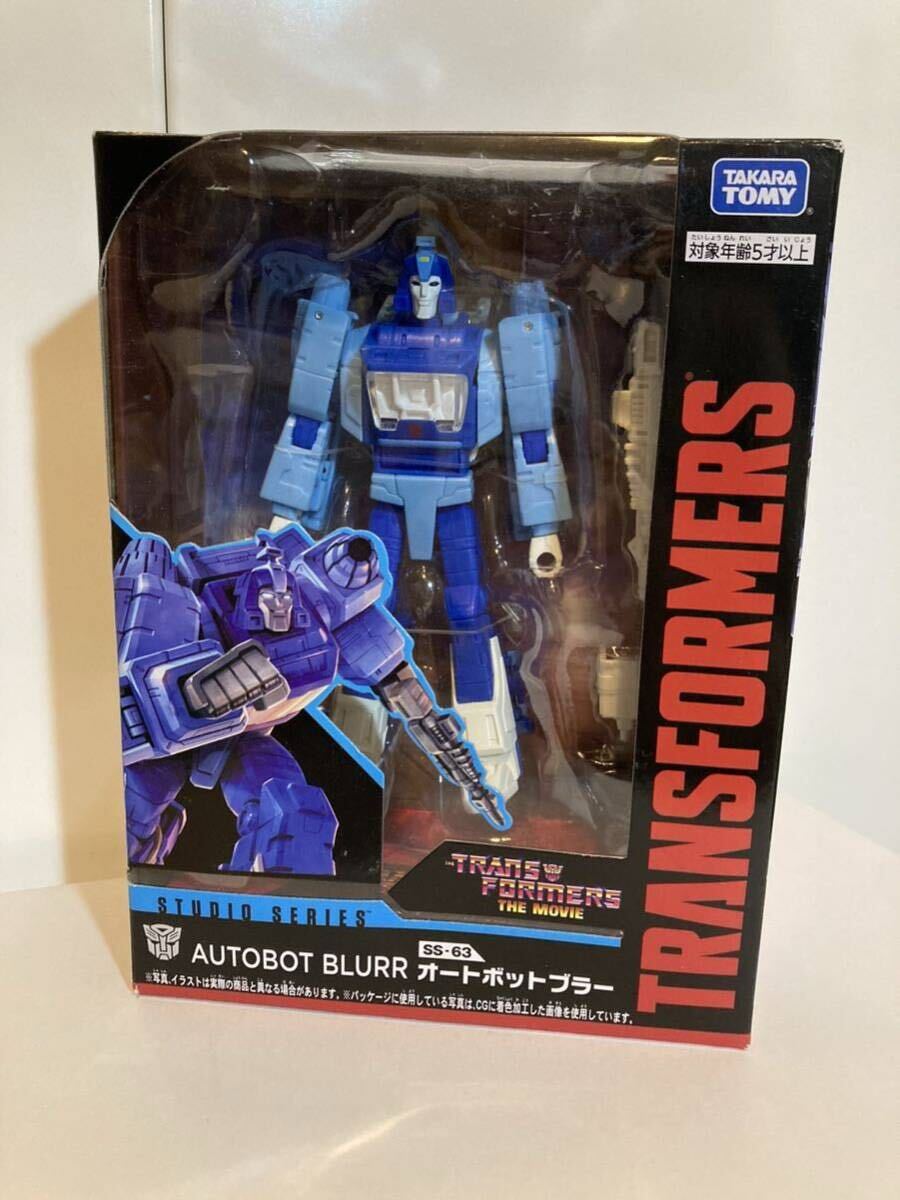 TAKARA
TOMY
たいしょうねんれい さいいじょう
対象年齢5才以上
TRANSFORMERS
THE
TRANS
FORMERS
THE MOVIE
STUDIO SERIES™
SS-63
AUTOBOT BLURR オートボットブラー
※写真、イラストは実際の商品と異なる場合があります。※パッケージに使用している写真は、CGに着色加工した画像を使用しています。